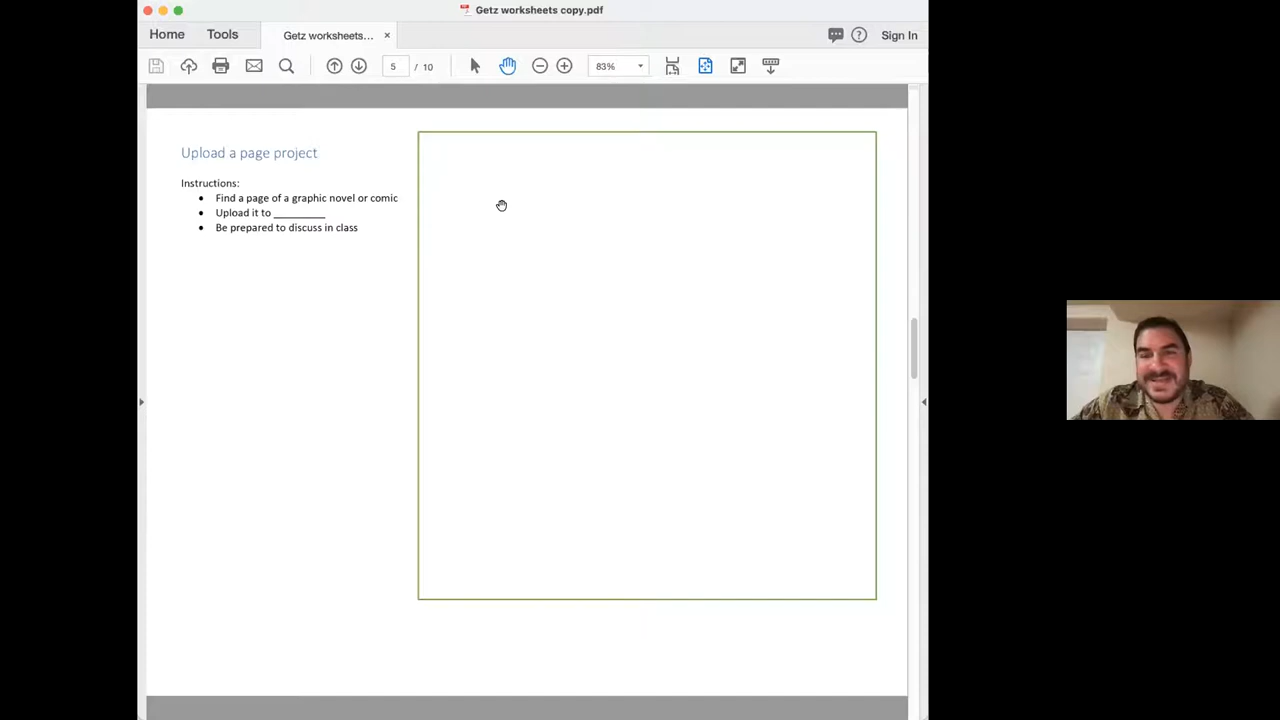 Getz worksheets copy.pdf
Home
Tools
Getz worksheets...
Sign In
5 / 10
83%
Upload a page project
Instructions:
• Find a page of a graphic novel or comic
• Upload it to __________
• Be prepared to discuss in class